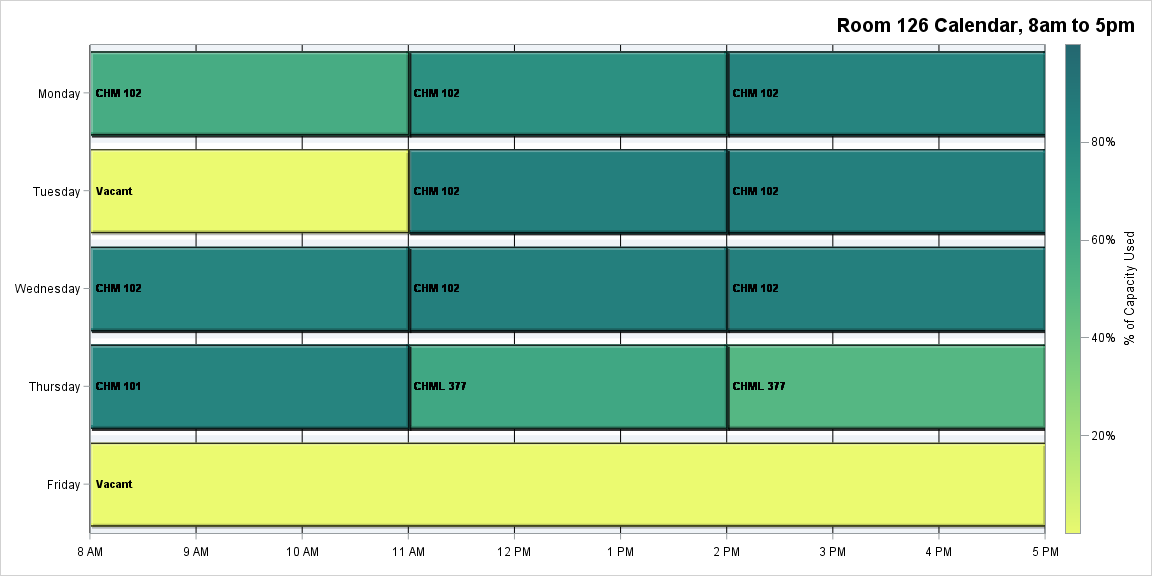 Room 126 Calendar, 8am to 5pm
Monday
CHM 102
CHM 102
CHM 102
Tuesday
Vacant
CHM 102
CHM 102
Wednesday
CHM 102
CHM 102
CHM 102
Thursday
CHM 101
CHML 377
CHML 377
Friday
Vacant
8 AM
9 AM
10 AM
11 AM
12 PM
1 PM
2 PM
3 PM
4 PM
5 PM
80%
60%
40%
20%
% of Capacity Used